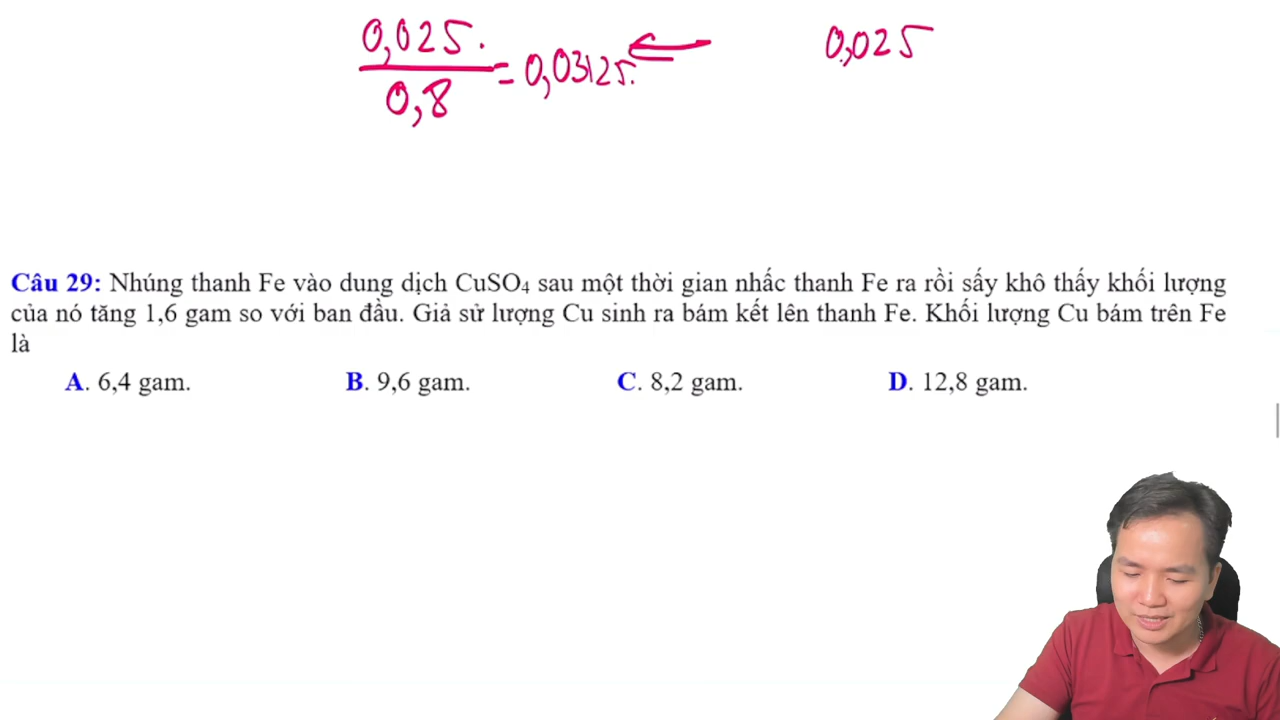 0,025.
0,8
= 0,03125.
0,025
Câu 29: Nhúng thanh Fe vào dung dịch CuSO₄ sau một thời gian nhấc thanh Fe ra rồi sấy khô thấy khối lượng
của nó tăng 1,6 gam so với ban đầu. Giả sử lượng Cu sinh ra bám kết lên thanh Fe. Khối lượng Cu bám trên Fe
là
A. 6,4 gam. B. 9,6 gam. C. 8,2 gam. D. 12,8 gam.